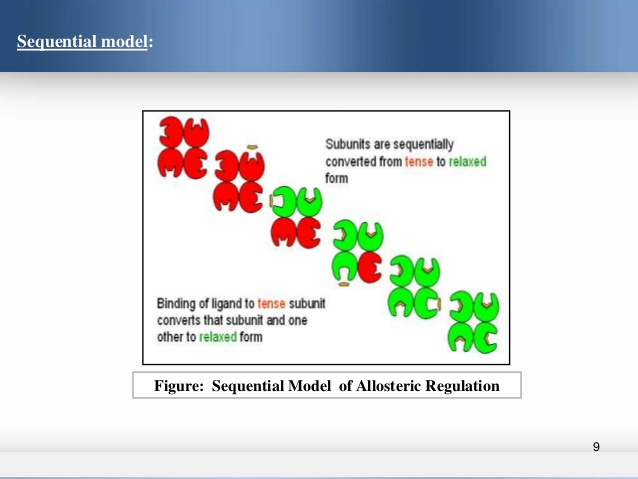 Sequential model:
Subunits are sequentially
converted from tense to relaxed
form
Binding of ligand to tense subunit
converts that subunit and one
other to relaxed form
Figure: Sequential Model of Allosteric Regulation
9